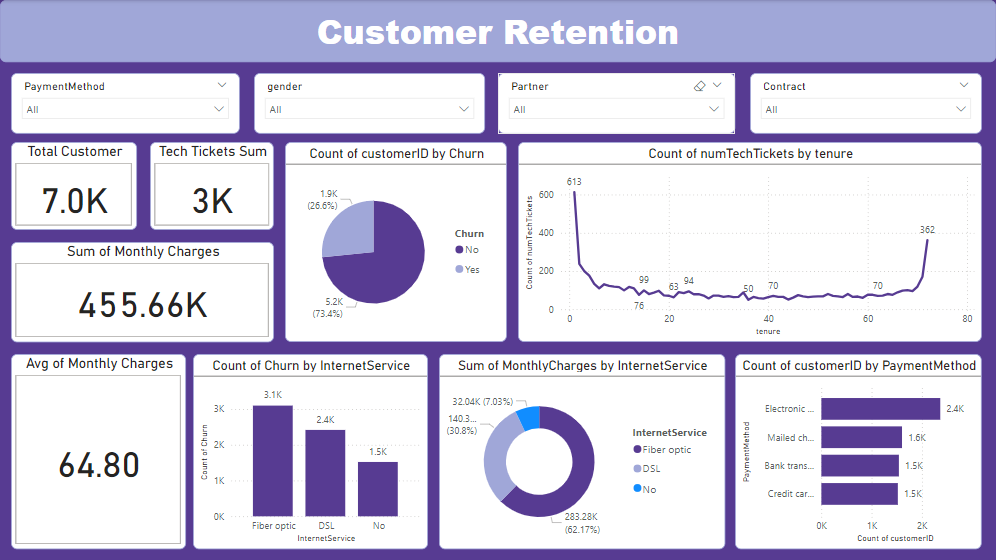 Customer Retention
PaymentMethod
All
gender
All
Partner
All
Contract
All
Total Customer
7.0K
Tech Tickets Sum
3K
Sum of Monthly Charges
455.66K
Count of customerID by Churn
1.9K
(26.6%)
5.2K
(73.4%)
Churn
No
Yes
Count of numTechTickets by tenure
Count of numTechTickets
600
400
200
0
613
99
76
63
94
50
70
70
362
0
20
40
60
80
tenure
Avg of Monthly Charges
64.80
Count of Churn by InternetService
Count of Churn
3K
2K
1K
0K
3.1K
2.4K
1.5K
Fiber optic
DSL
No
InternetService
Sum of MonthlyCharges by InternetService
32.04K (7.03%)
140.3...
(30.8%)
283.28K
(62.17%)
InternetService
Fiber optic
DSL
No
Count of customerID by PaymentMethod
PaymentMethod
Electronic ...
2.4K
Mailed ch...
1.6K
Bank trans...
1.5K
Credit car...
1.5K
0K
1K
2K
Count of customerID